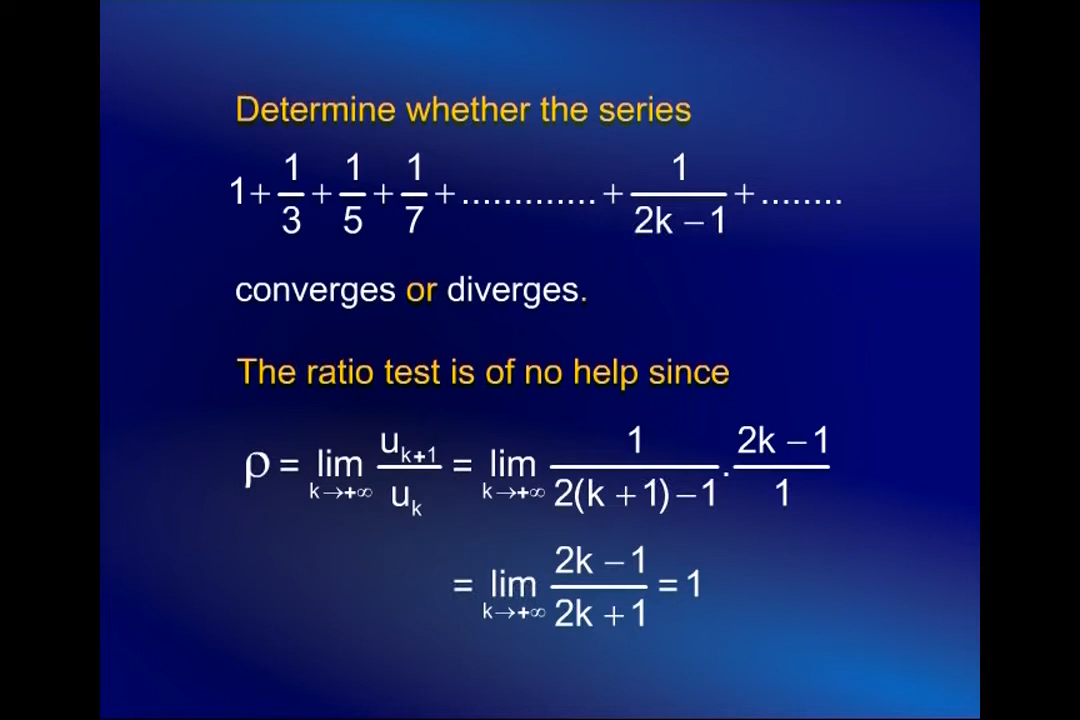 Determine whether the series
1 + 1/3 + 1/5 + 1/7 + ............. + 1/(2k − 1) + ........
converges or diverges.
The ratio test is of no help since
ρ = lim_{k→+∞} u_{k+1}/u_k = lim_{k→+∞} 1/(2(k + 1) − 1) . (2k − 1)/1
= lim_{k→+∞} (2k − 1)/(2k + 1) = 1